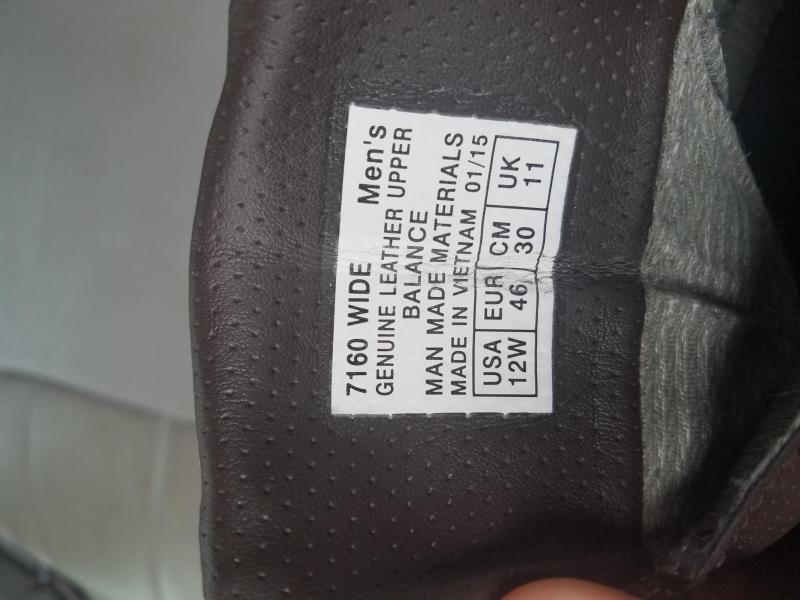 7160 WIDE Men's
GENUINE LEATHER UPPER
BALANCE
MAN MADE MATERIALS
MADE IN VIETNAM 01/15
USA EUR CM UK
12W 46 30 11